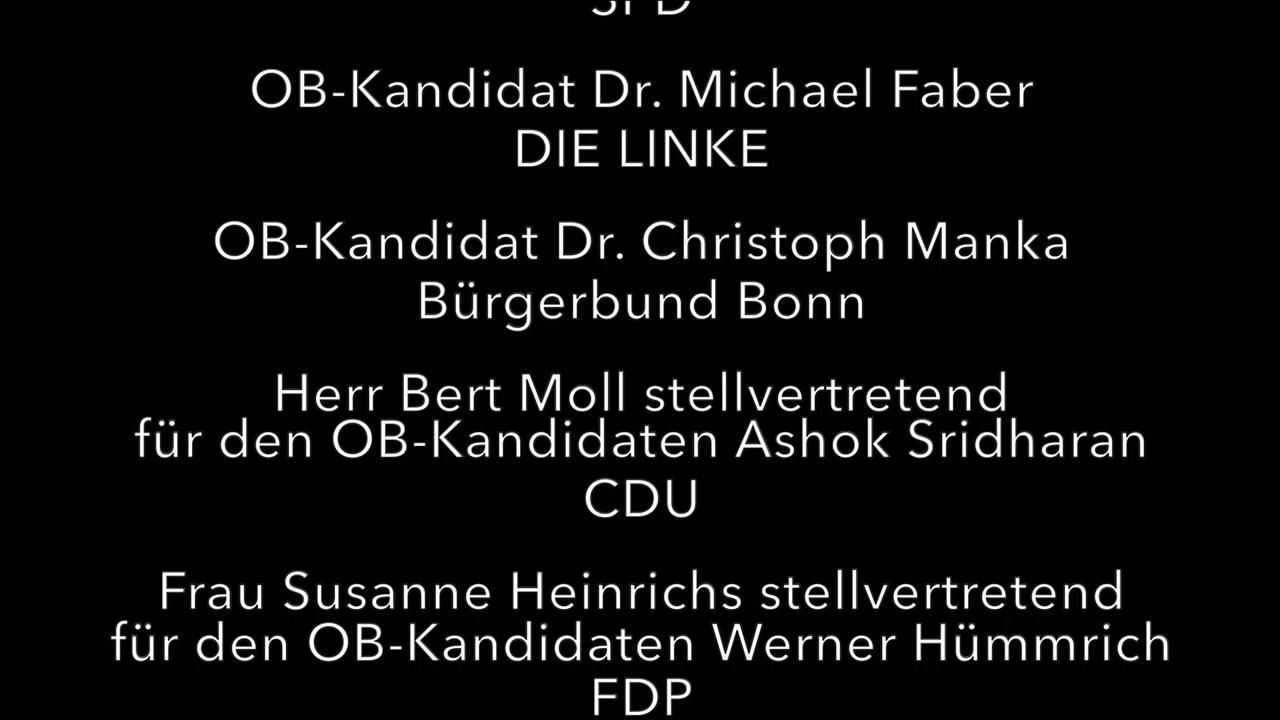 SPD
OB-Kandidat Dr. Michael Faber
DIE LINKE
OB-Kandidat Dr. Christoph Manka
Bürgerbund Bonn
Herr Bert Moll stellvertretend
für den OB-Kandidaten Ashok Sridharan
CDU
Frau Susanne Heinrichs stellvertretend
für den OB-Kandidaten Werner Hümmrich
FDP